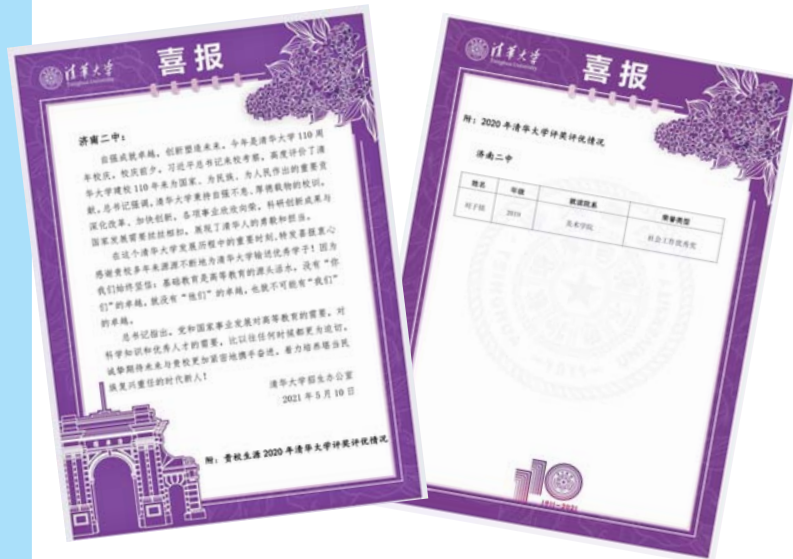 清华大学
Tsinghua University
喜报
济南二中：
自强成就卓越，创新塑造未来。今年是清华大学110周
年校庆，校庆前夕，习近平总书记来校考察，高度评价了清
华大学建校110年来为国家、为民族、为人民作出的重要贡
献。总书记强调，清华大学秉持自强不息、厚德载物的校训，
深化改革、加快创新，各项事业欣欣向荣，科研创新成果与
国家发展需要丝丝相扣，展现了清华人的勇毅和担当。
在这个清华大学发展历程中的重要时刻，特发喜报衷心
感谢贵校多年来源源不断地为清华大学输送优秀学子！因为
我们始终坚信：基础教育是高等教育的源头活水，没有“你
们”的卓越，就没有“他们”的卓越，也就不可能有“我们”
的卓越。
总书记指出，党和国家事业发展对高等教育的需要，对
科学知识和优秀人才的需要，比以往任何时候都更为迫切。
诚挚期待未来与贵校更加紧密地携手奋进，着力培养堪当民
族复兴重任的时代新人！
清华大学招生办公室
2021年5月10日
附：贵校生源2020年清华大学评奖评优情况
清华大学
Tsinghua University
喜报
附：2020年清华大学评奖评优情况
济南二中
姓名 年级 就读院系 荣誉类型
2019 美术学院 社会工作优秀奖
110
1911-2021